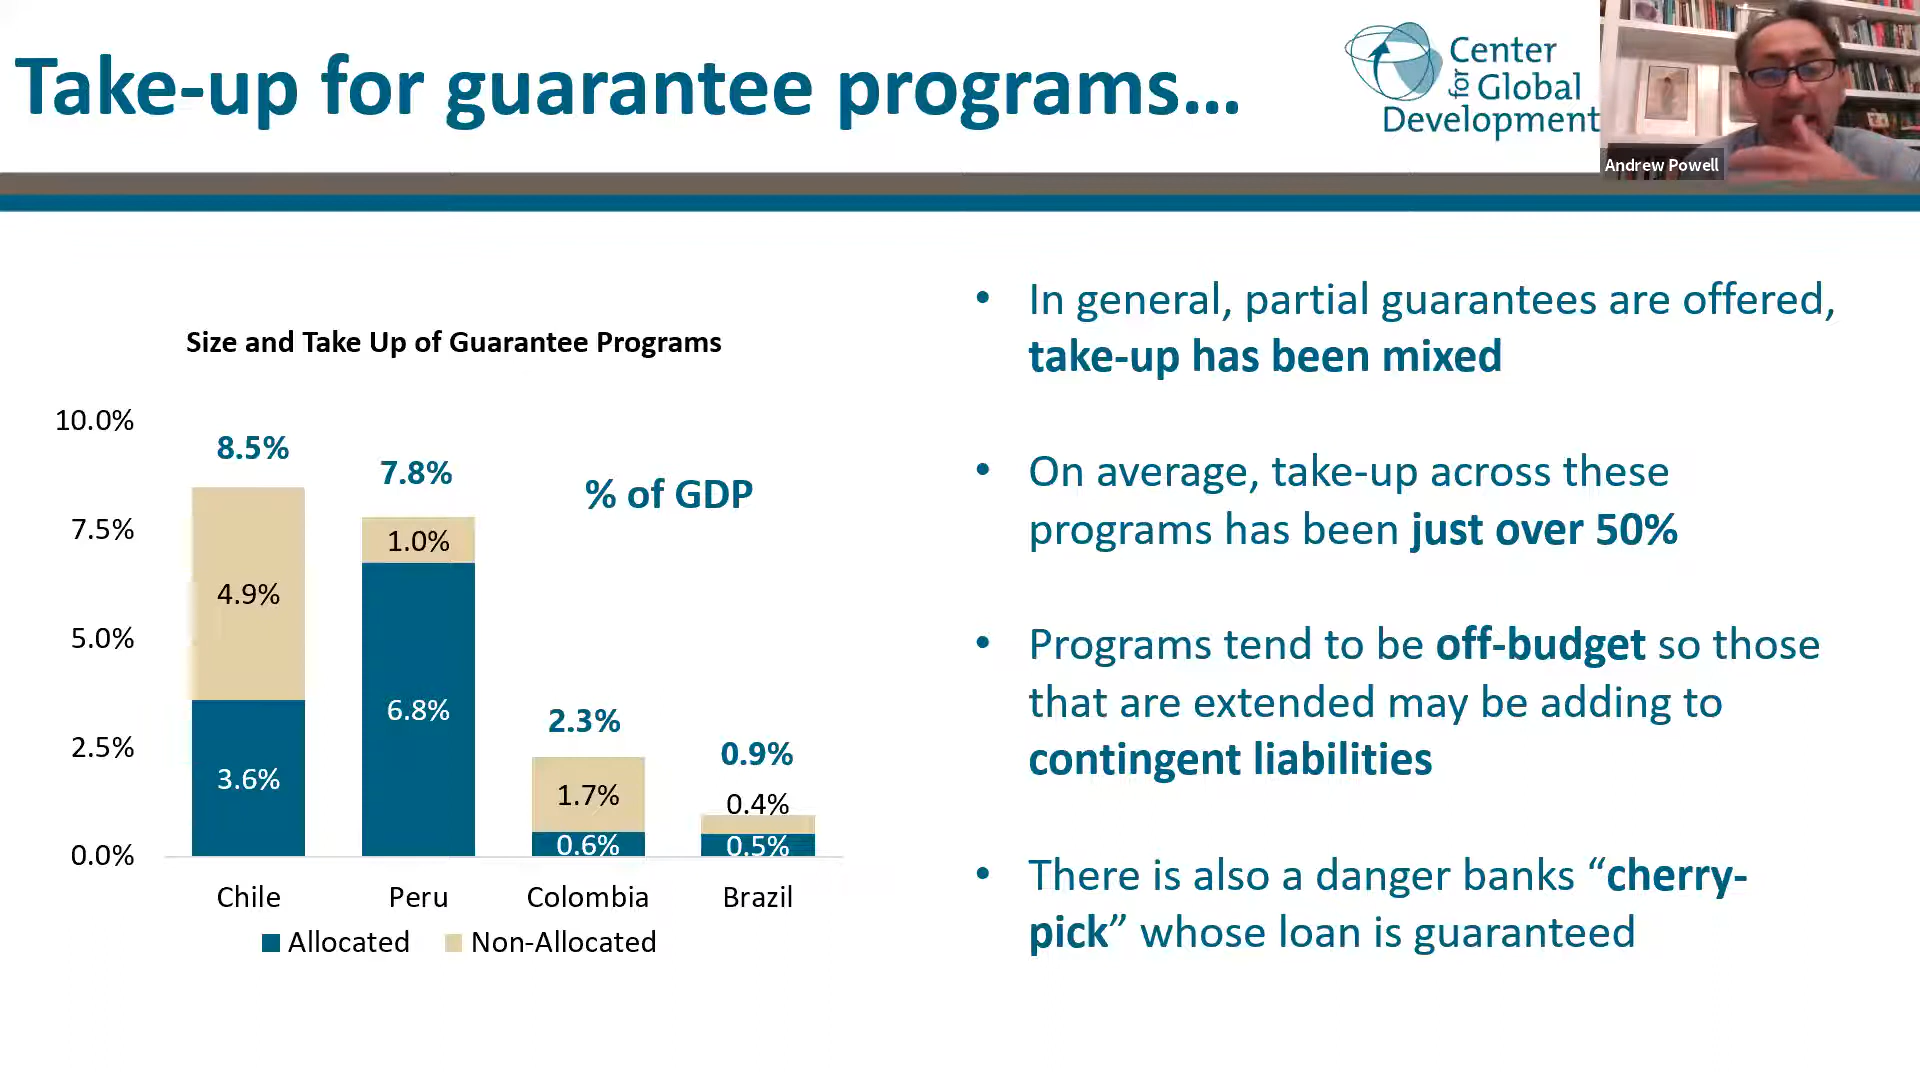 Take-up for guarantee programs...
Center
for Global
Development
Andrew Powell
Size and Take Up of Guarantee Programs
10.0%
7.5%
5.0%
2.5%
0.0%
% of GDP
8.5%
4.9%
3.6%
7.8%
1.0%
6.8%
2.3%
1.7%
0.6%
0.9%
0.4%
0.5%
Chile
Peru
Colombia
Brazil
Allocated
Non-Allocated
• In general, partial guarantees are offered,
take-up has been mixed
• On average, take-up across these
programs has been just over 50%
• Programs tend to be off-budget so those
that are extended may be adding to
contingent liabilities
• There is also a danger banks “cherry-
pick” whose loan is guaranteed